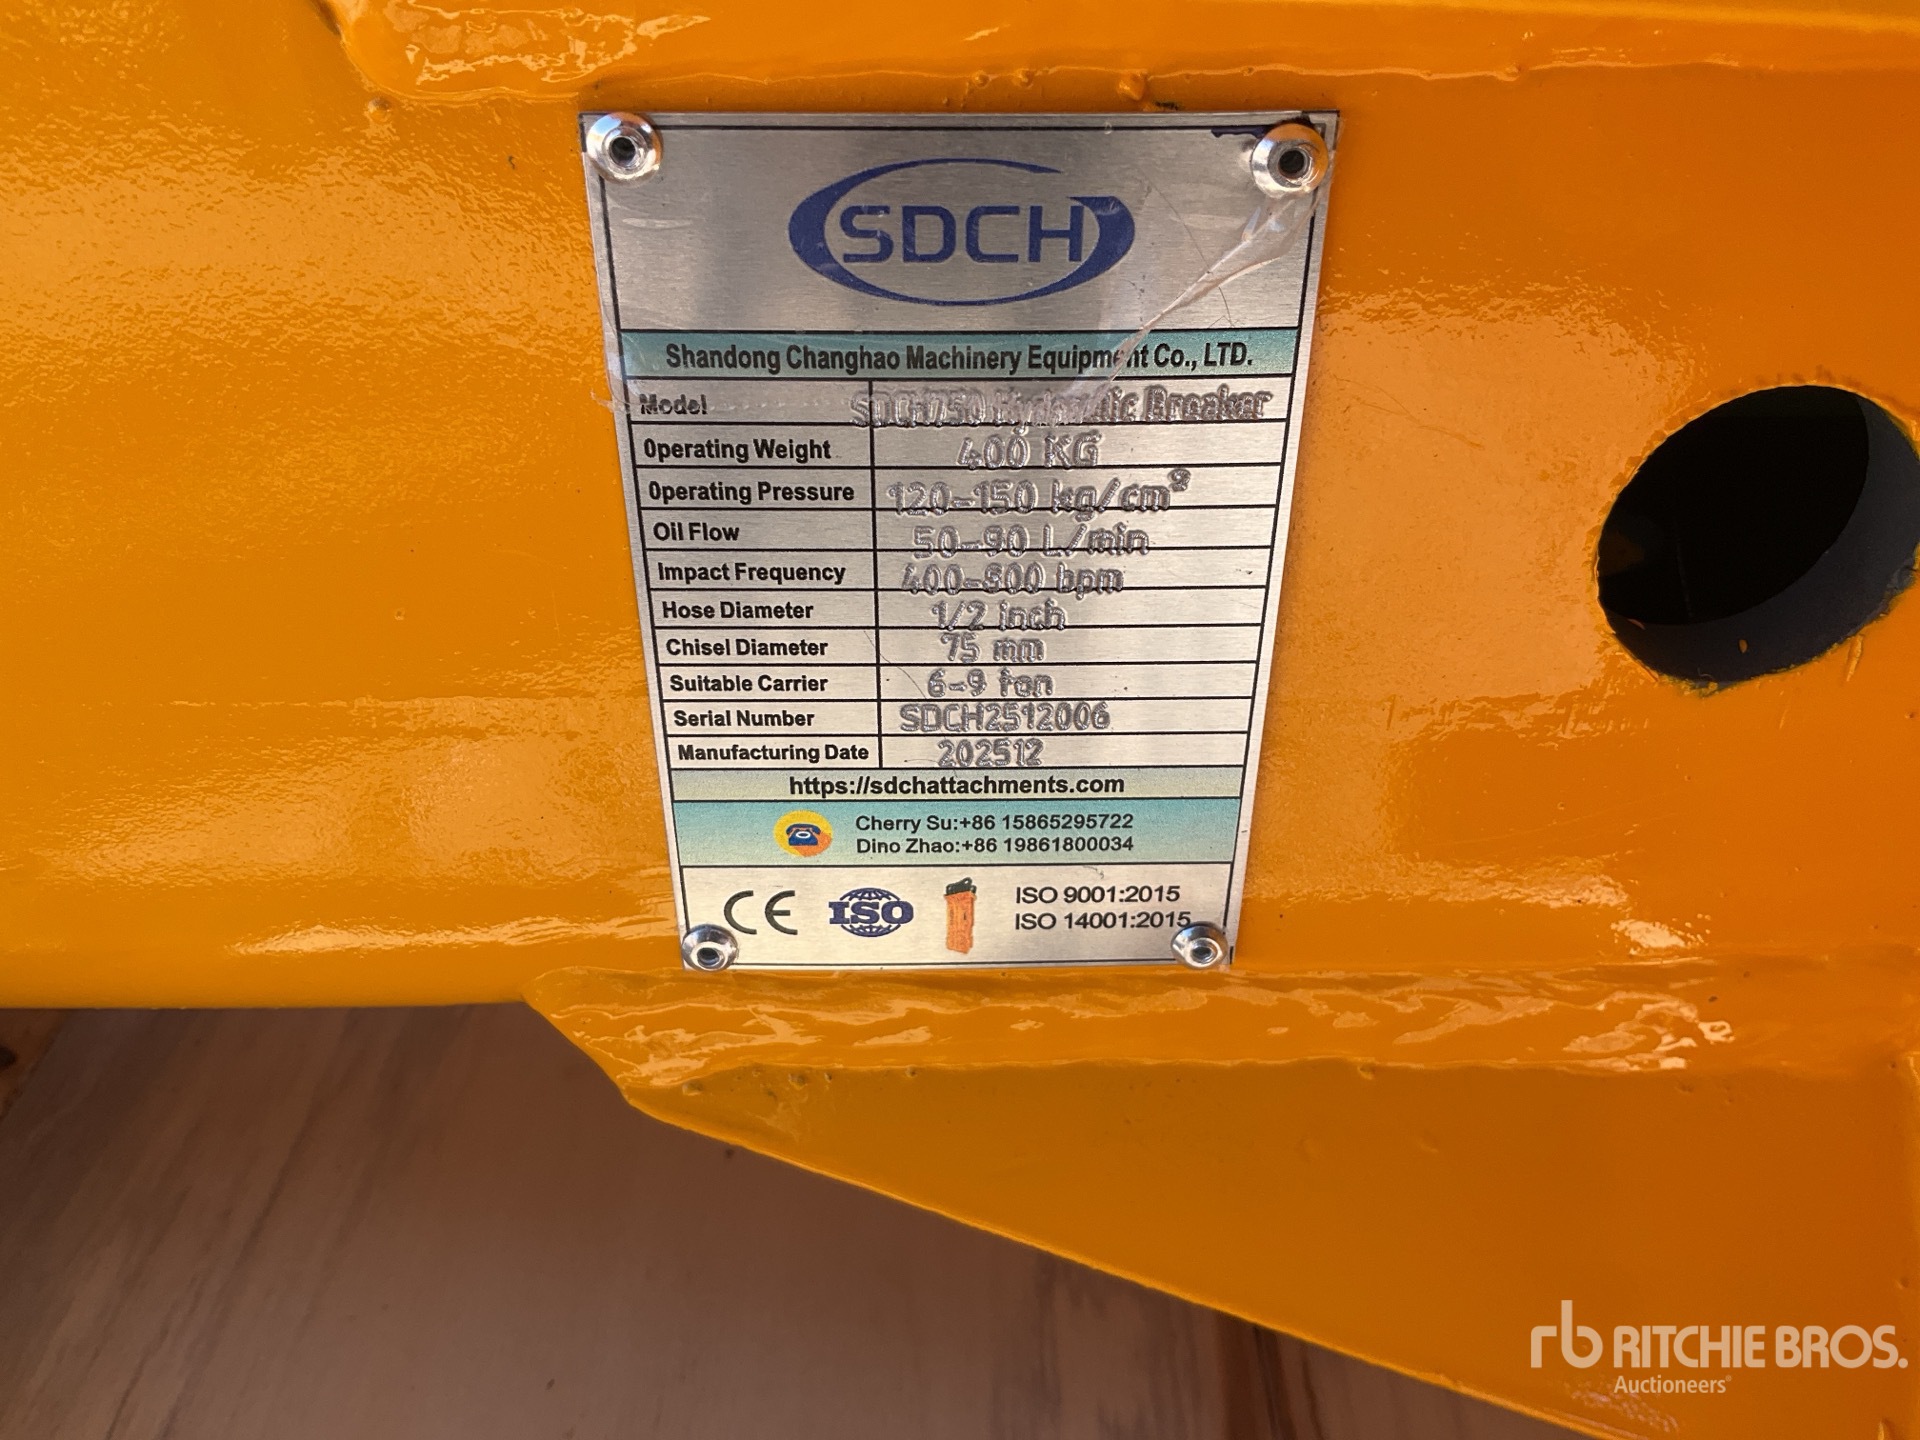 SDCH
Shandong Changhao Machinery Equipment Co., LTD.
Model SDCH750 Hydraulic Breaker
Operating Weight 400 KG
Operating Pressure 120-150 kg/cm²
Oil Flow 50-90 L/min
Impact Frequency 400-800 bpm
Hose Diameter 1/2 inch
Chisel Diameter 75 mm
Suitable Carrier 6-9 ton
Serial Number SDCH2512006
Manufacturing Date 202512
https://sdchattachments.com
Cherry Su:+86 15865295722
Dino Zhao:+86 19861800034
CE ISO ISO 9001:2015
ISO 14001:2015
rb RITCHIE BROS.
Auctioneers®